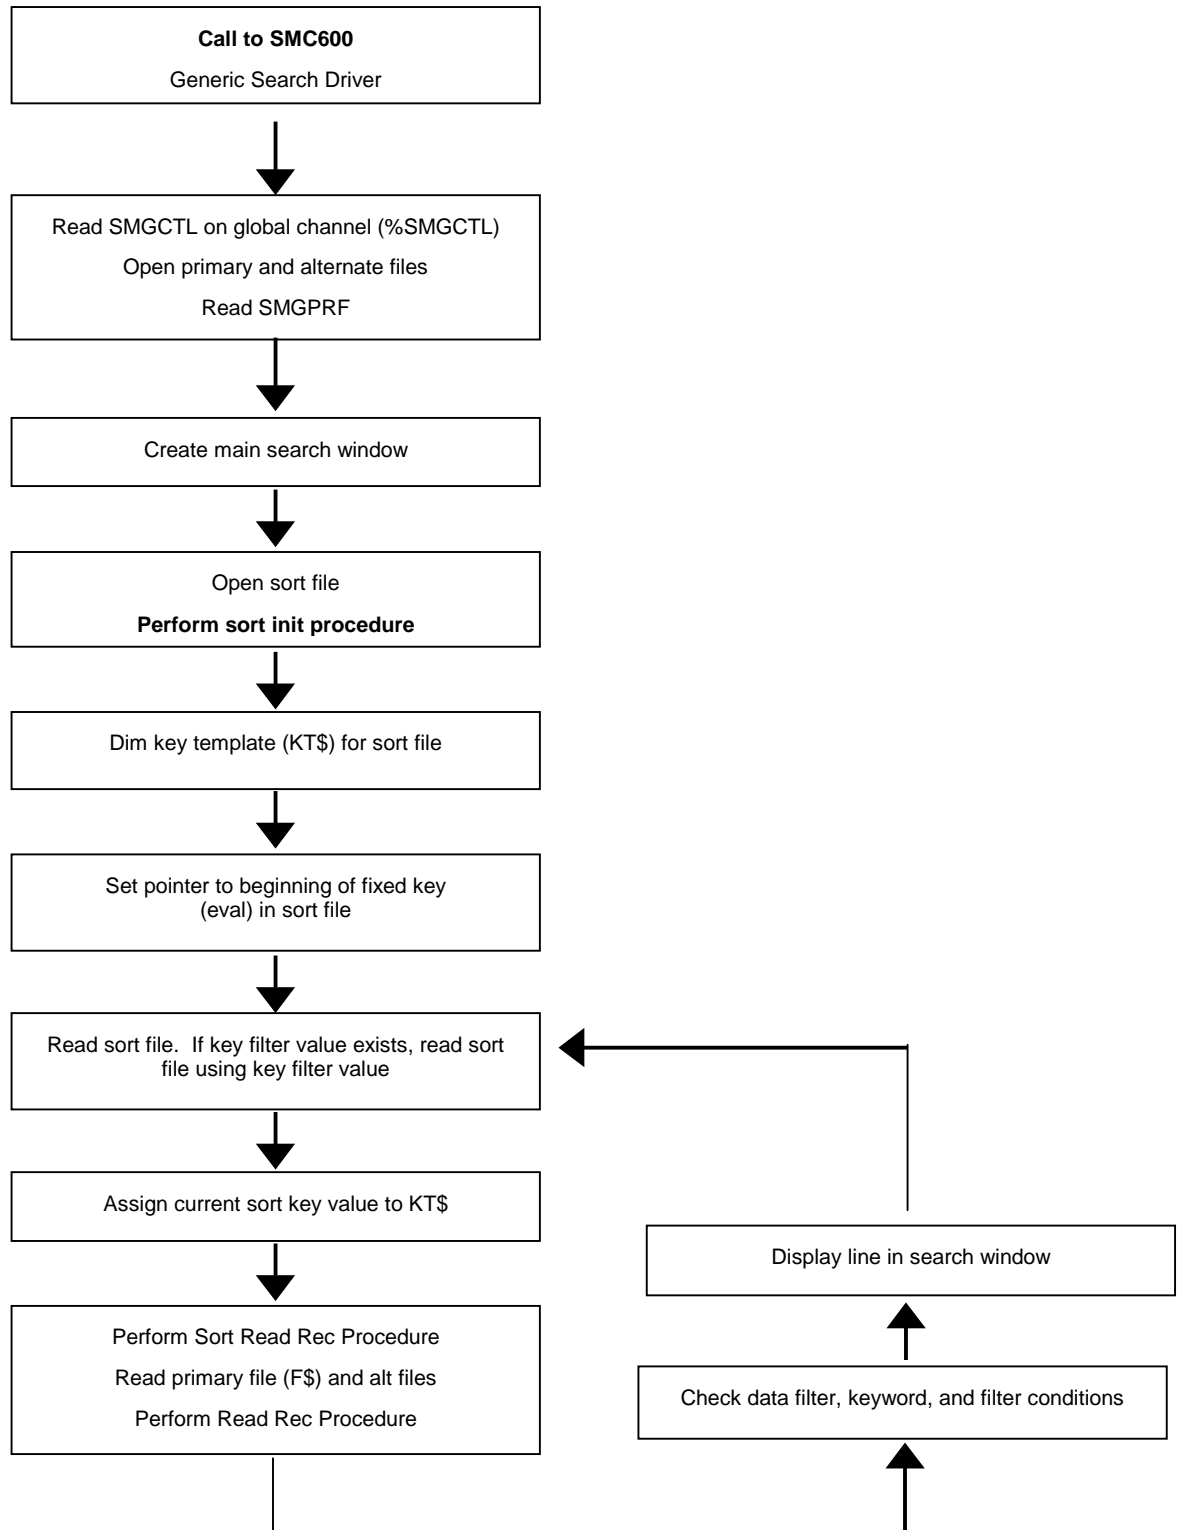 Call to SMC600
Generic Search Driver
Read SMGCTL on global channel (%SMGCTL)
Open primary and alternate files
Read SMGPRF
Create main search window
Open sort file
Perform sort init procedure
Dim key template (KT$) for sort file
Set pointer to beginning of fixed key
(eval) in sort file
Read sort file.  If key filter value exists, read sort
file using key filter value
Assign current sort key value to KT$
Perform Sort Read Rec Procedure
Read primary file (F$) and alt files
Perform Read Rec Procedure
Display line in search window
Check data filter, keyword, and filter conditions